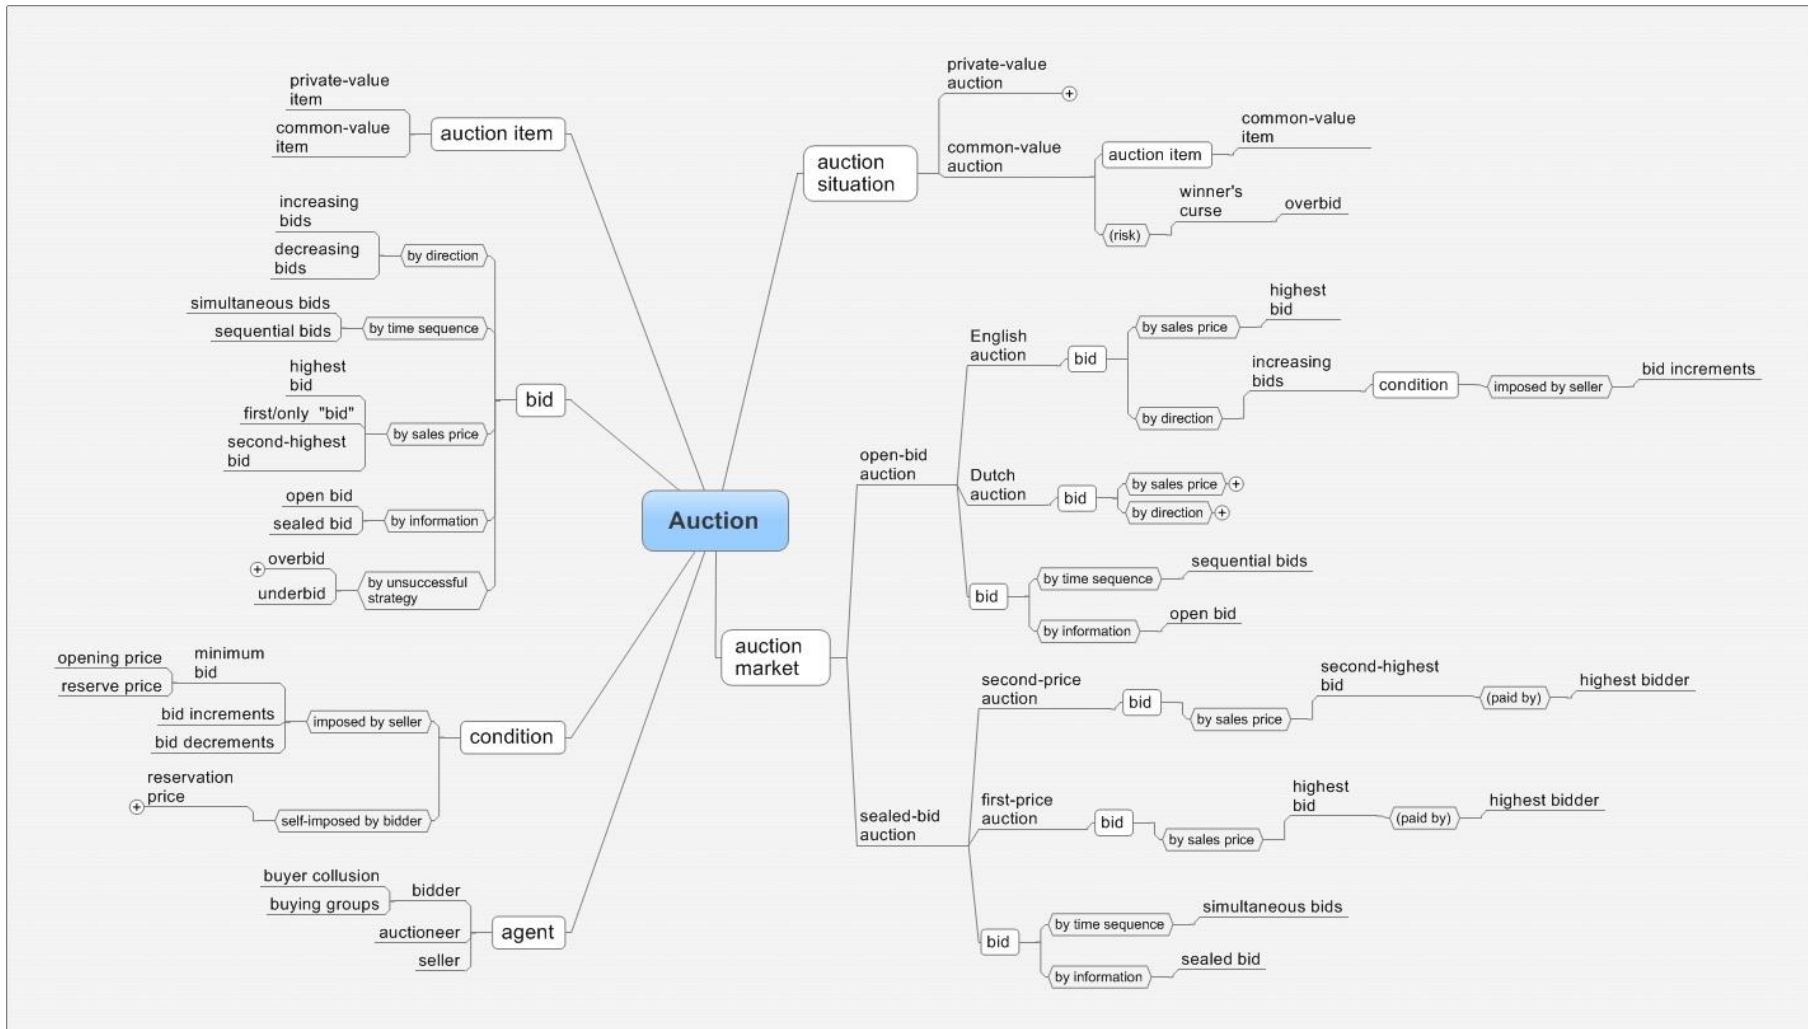 Auction
auction item
private-value
item
common-value
item
bid
by direction
increasing
bids
decreasing
bids
by time sequence
simultaneous bids
sequential bids
by sales price
highest
bid
first/only "bid"
second-highest
bid
by information
open bid
sealed bid
by unsuccessful
strategy
overbid
underbid
condition
imposed by seller
minimum
bid
opening price
reserve price
bid increments
bid decrements
self-imposed by bidder
reservation
price
agent
bidder
buyer collusion
buying groups
auctioneer
seller
auction
situation
private-value
auction
common-value
auction
auction item
common-value
item
(risk)
winner's
curse
overbid
auction
market
open-bid
auction
English
auction
bid
by sales price
highest
bid
by direction
increasing
bids
condition
imposed by seller
bid increments
Dutch
auction
bid
by sales price
by direction
bid
by time sequence
sequential bids
by information
open bid
sealed-bid
auction
second-price
auction
bid
by sales price
second-highest
bid
(paid by)
highest bidder
first-price
auction
bid
by sales price
highest
bid
(paid by)
highest bidder
bid
by time sequence
simultaneous bids
by information
sealed bid